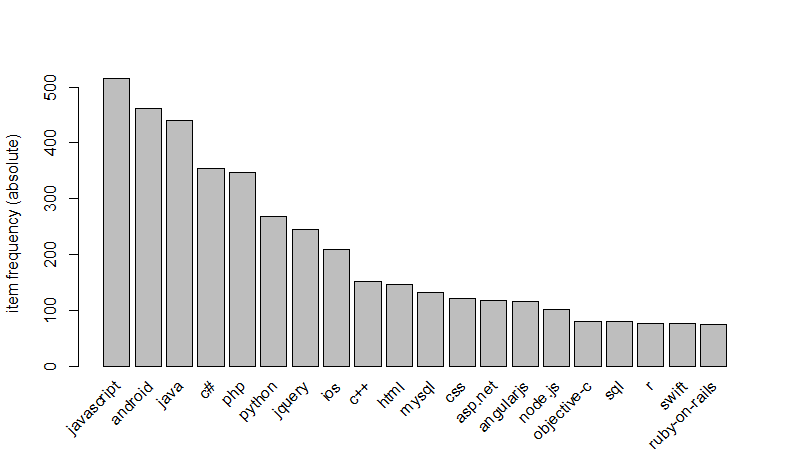 item frequency (absolute)
500
400
300
200
100
0
javascript
android
java
c#
php
python
jquery
ios
c++
html
mysql
css
asp.net
angularjs
node.js
objective-c
sql
r
swift
ruby-on-rails